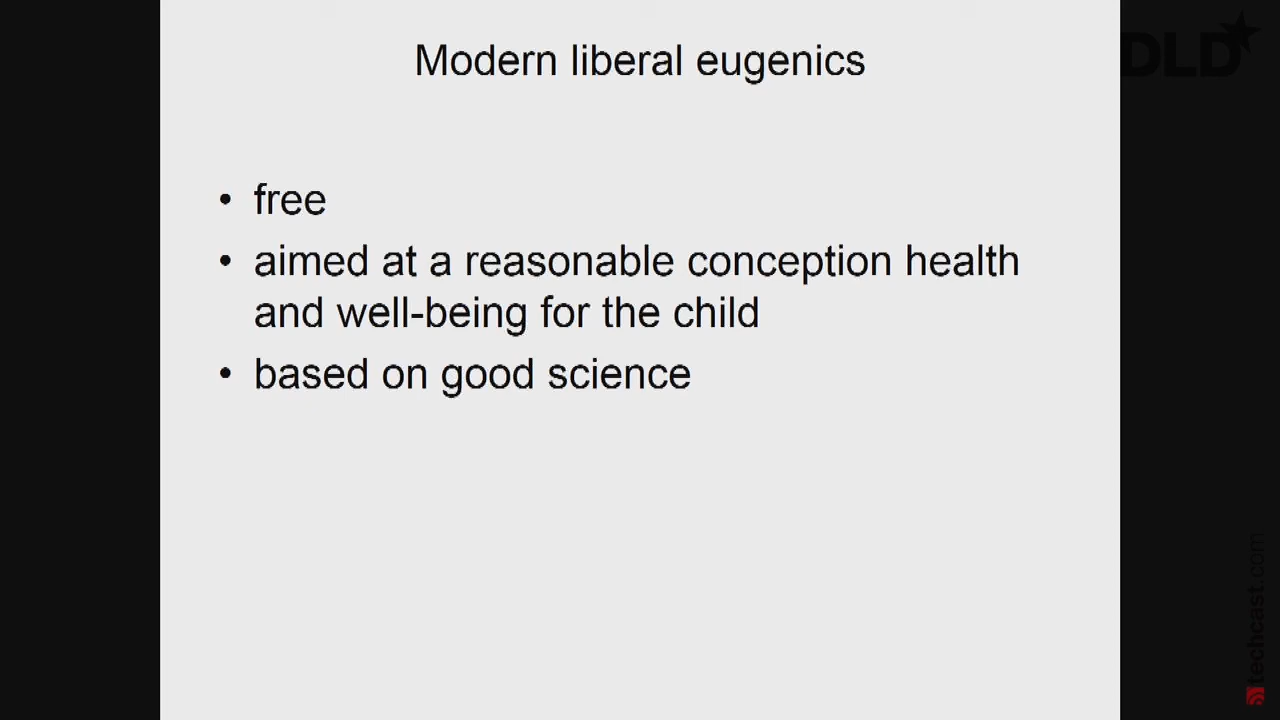 Modern liberal eugenics
DLD
• free
• aimed at a reasonable conception health
and well-being for the child
• based on good science
techcast.com